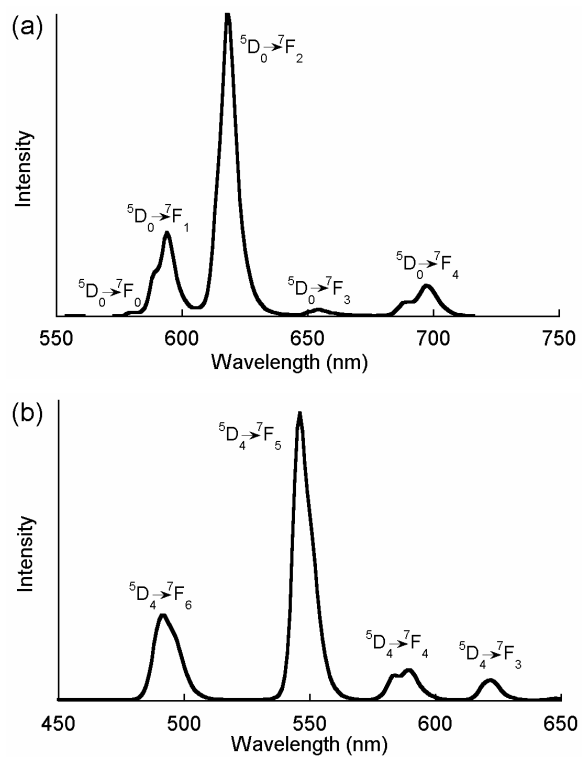 (a)
⁵D₀→⁷F₂
⁵D₀→⁷F₁
⁵D₀→⁷F₀
⁵D₀→⁷F₃
⁵D₀→⁷F₄
Intensity
550 600 650 700 750
Wavelength (nm)
(b)
⁵D₄→⁷F₅
⁵D₄→⁷F₆
⁵D₄→⁷F₄
⁵D₄→⁷F₃
Intensity
450 500 550 600 650
Wavelength (nm)